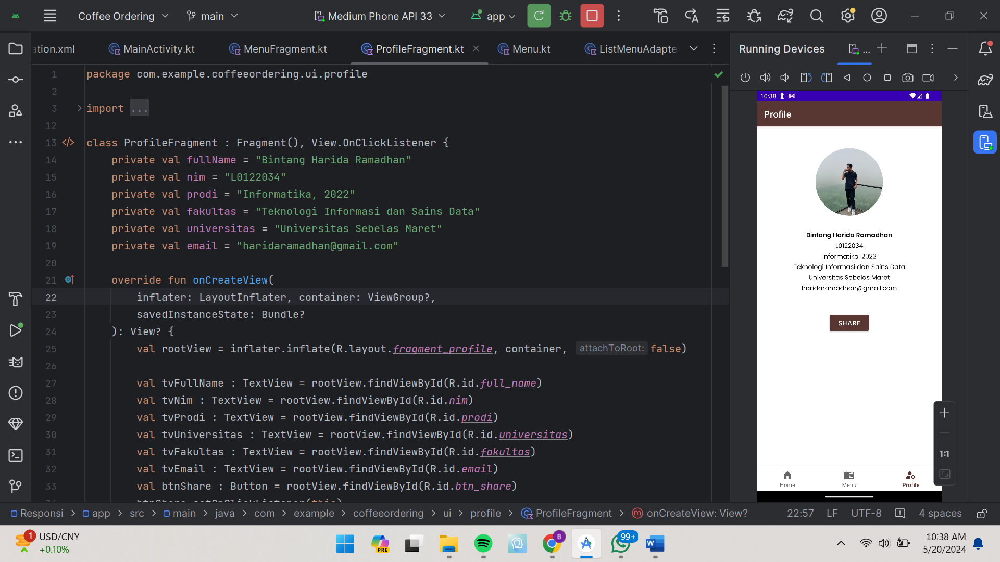 Coffee Ordering
main
Medium Phone API 33
app
ation.xml
MainActivity.kt
MenuFragment.kt
ProfileFragment.kt
Menu.kt
ListMenuAdapte
Running Devices
...
1 package com.example.coffeeordering.ui.profile
2
3 import ...
12
13 class ProfileFragment : Fragment(), View.OnClickListener {
14 private val fullName = "Bintang Harida Ramadhan"
15 private val nim = "L0122034"
16 private val prodi = "Informatika, 2022"
17 private val fakultas = "Teknologi Informasi dan Sains Data"
18 private val universitas = "Universitas Sebelas Maret"
19 private val email = "haridaramadhan@gmail.com"
20
21 override fun onCreateView(
22 inflater: LayoutInflater, container: ViewGroup?,
23 savedInstanceState: Bundle?
24 ): View? {
25 val rootView = inflater.inflate(R.layout.fragment_profile, container, attachToRoot: false)
26
27 val tvFullName : TextView = rootView.findViewById(R.id.full_name)
28 val tvNim : TextView = rootView.findViewById(R.id.nim)
29 val tvProdi : TextView = rootView.findViewById(R.id.prodi)
30 val tvUniversitas : TextView = rootView.findViewById(R.id.universitas)
31 val tvFakultas : TextView = rootView.findViewById(R.id.fakultas)
32 val tvEmail : TextView = rootView.findViewById(R.id.email)
33 val btnShare : Button = rootView.findViewById(R.id.btn_share)
10:38
Profile
Bintang Harida Ramadhan
L0122034
Informatika, 2022
Teknologi Informasi dan Sains Data
Universitas Sebelas Maret
haridaramadhan@gmail.com
SHARE
1:1
Home
Menu
Profile
Responsi > app > src > main > java > com > example > coffeeordering > ui > profile > ProfileFragment > onCreateView: View?
22:57
LF
UTF-8
4 spaces
1
USD/CNY
+0.10%
PRE
B
99+
W
10:38 AM
5/20/2024